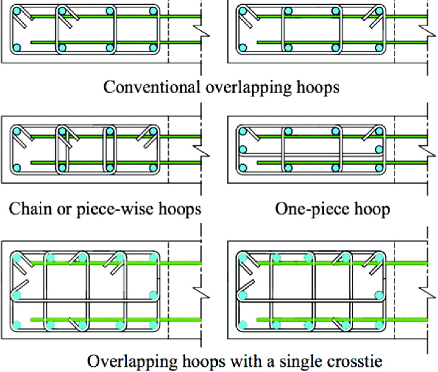 Conventional overlapping hoops
Chain or piece-wise hoops
One-piece hoop
Overlapping hoops with a single crosstie